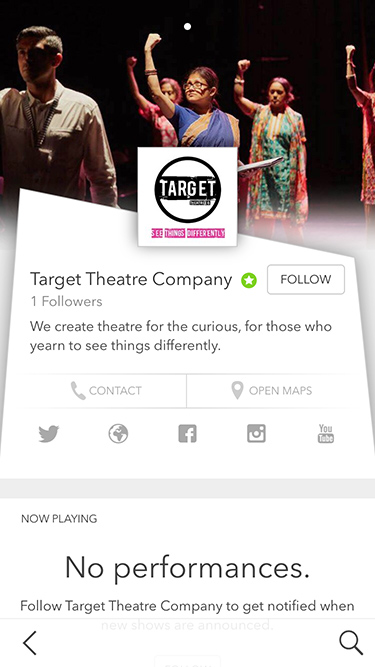 TARGET
SEE THINGS DIFFERENTLY
Target Theatre Company
FOLLOW
1 Followers
We create theatre for the curious, for those who
yearn to see things differently.
CONTACT
OPEN MAPS
You
Tube
NOW PLAYING
No performances.
Follow Target Theatre Company to get notified when
new shows are announced.